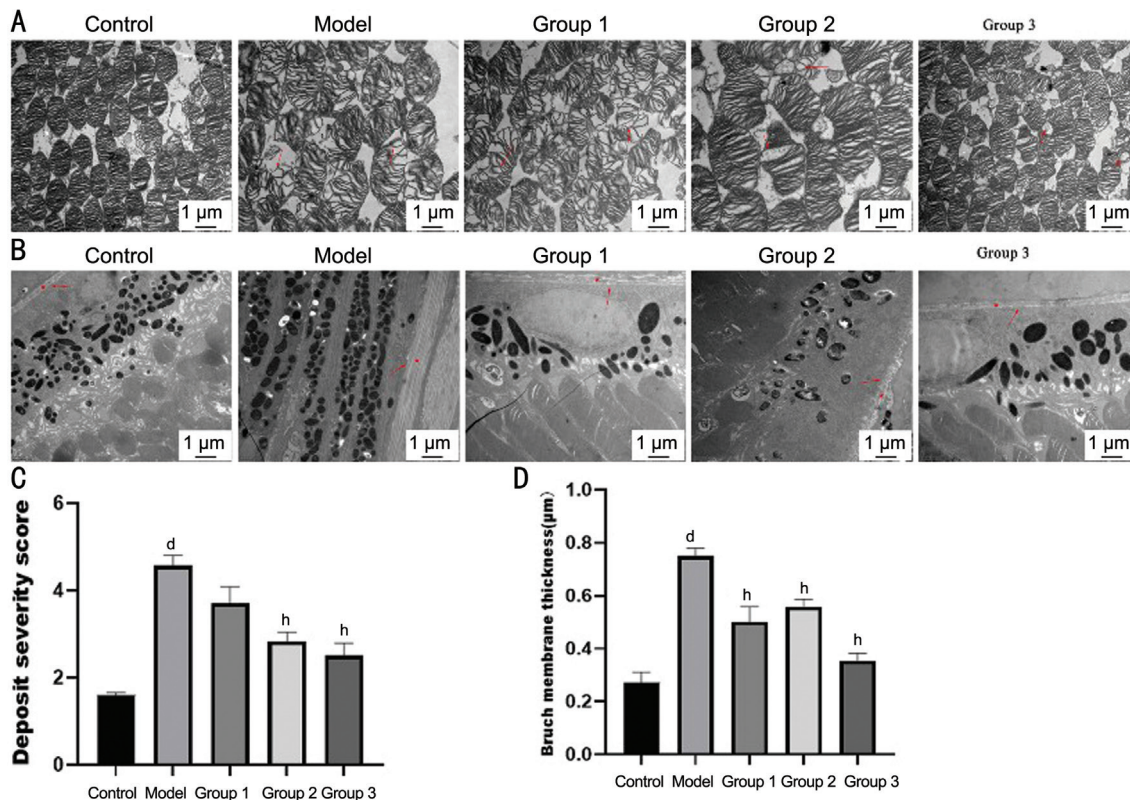 A
Control Model Group 1 Group 2 Group 3
1 μm 1 μm 1 μm 1 μm 1 μm
B
Control Model Group 1 Group 2 Group 3
1 μm 1 μm 1 μm 1 μm 1 μm
C
Deposit severity score
6
4
2
0
d
h
h
Control Model Group 1 Group 2 Group 3
D
Bruch membrane thickness(μm)
1.0
0.8
0.6
0.4
0.2
0.0
d
h
h
h
Control Model Group 1 Group 2 Group 3